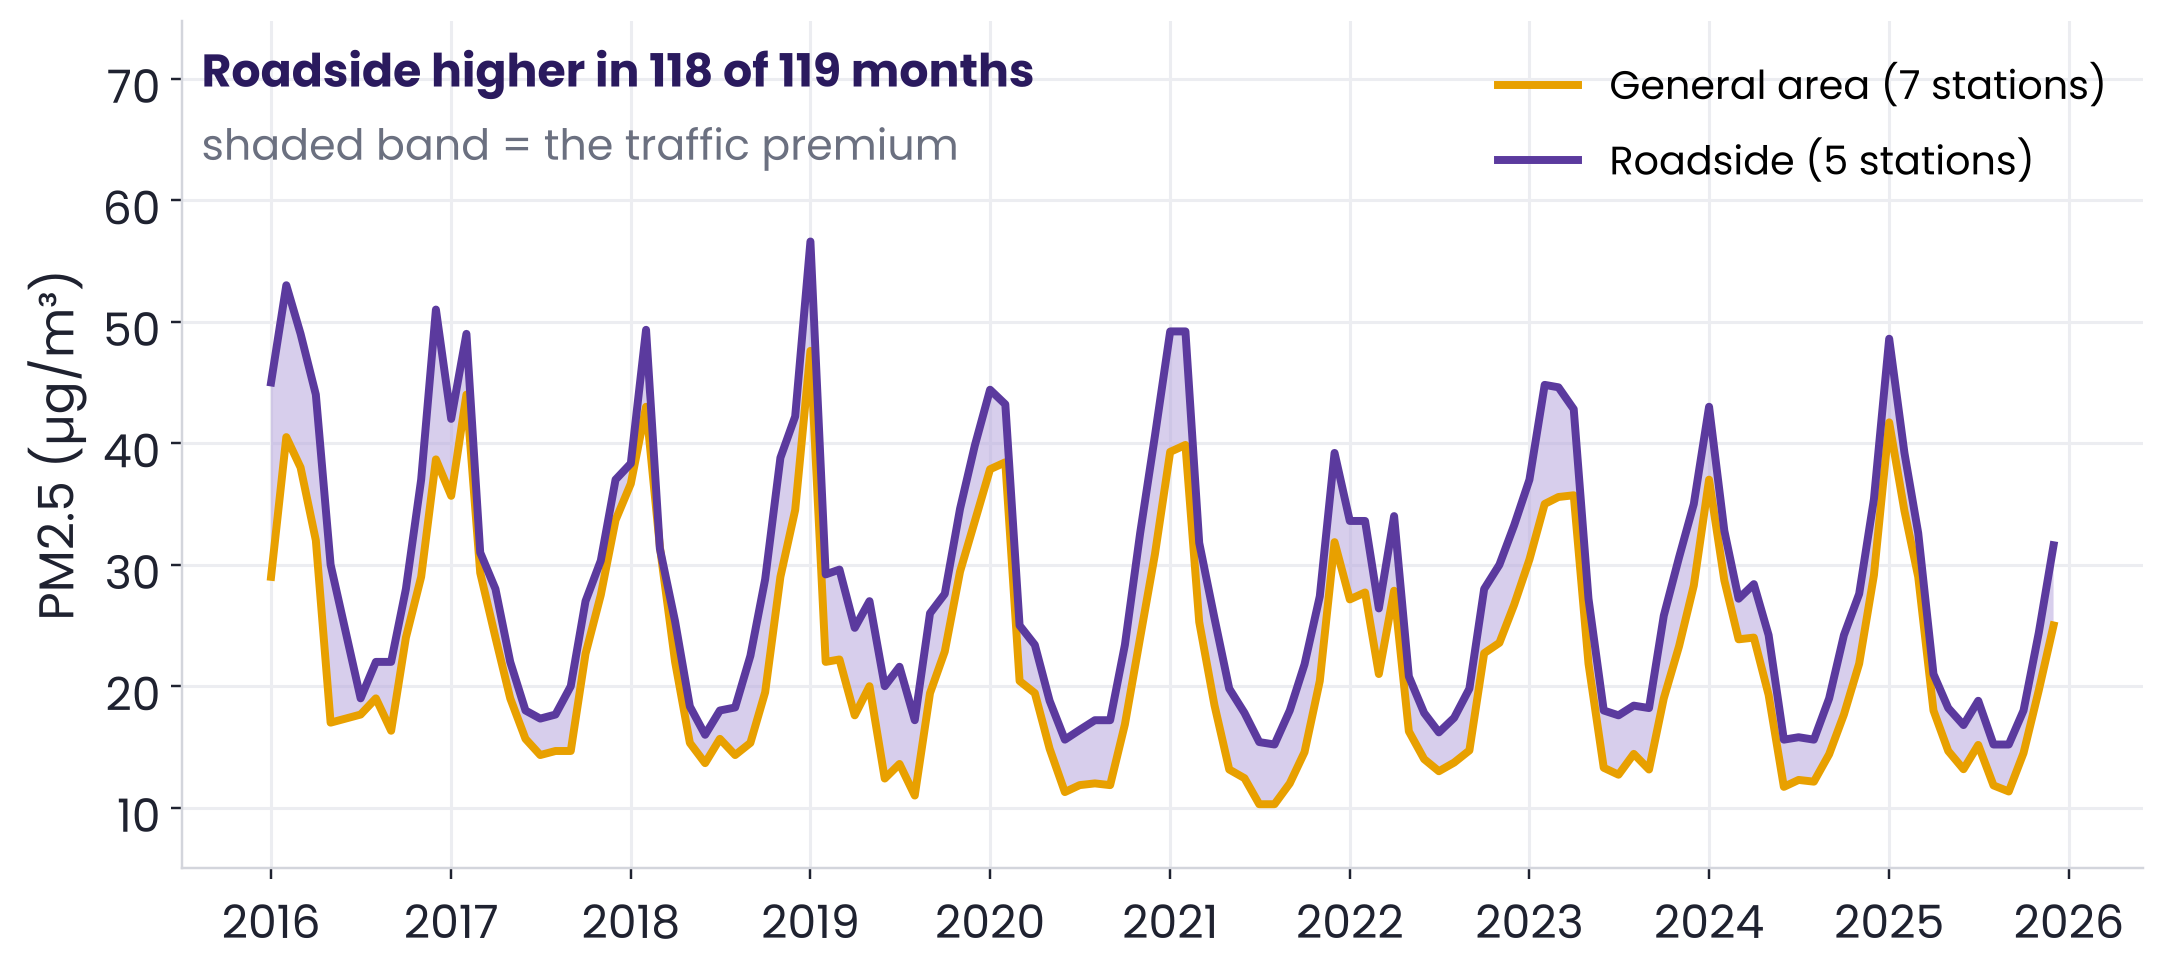 Roadside higher in 118 of 119 months
shaded band = the traffic premium
General area (7 stations)
Roadside (5 stations)
PM2.5 (µg/m³)
70
60
50
40
30
20
10
2016 2017 2018 2019 2020 2021 2022 2023 2024 2025 2026